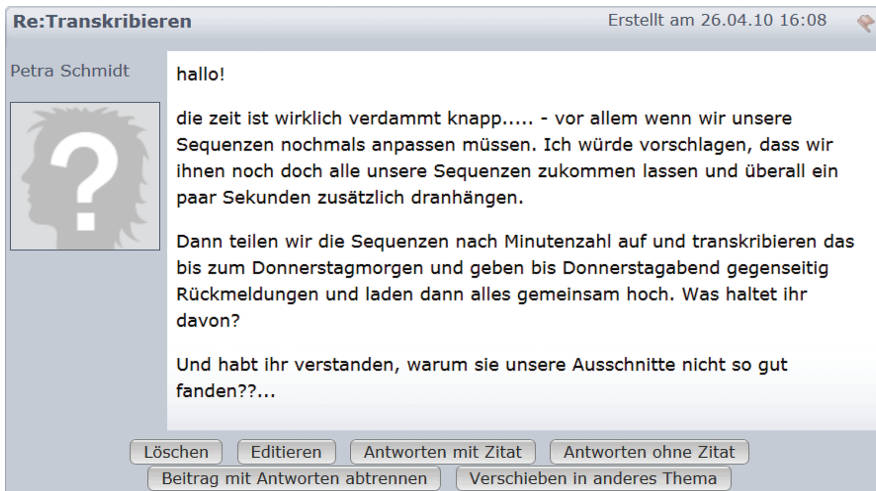 Re:Transkribieren
Erstellt am 26.04.10 16:08
Petra Schmidt
hallo!
die zeit ist wirklich verdammt knapp..... - vor allem wenn wir unsere
Sequenzen nochmals anpassen müssen. Ich würde vorschlagen, dass wir
ihnen noch doch alle unsere Sequenzen zukommen lassen und überall ein
paar Sekunden zusätzlich dranhängen.
Dann teilen wir die Sequenzen nach Minutenzahl auf und transkribieren das
bis zum Donnerstagmorgen und geben bis Donnerstagabend gegenseitig
Rückmeldungen und laden dann alles gemeinsam hoch. Was haltet ihr
davon?
Und habt ihr verstanden, warum sie unsere Ausschnitte nicht so gut
fanden??...
Löschen Editieren Antworten mit Zitat Antworten ohne Zitat
Beitrag mit Antworten abtrennen Verschieben in anderes Thema